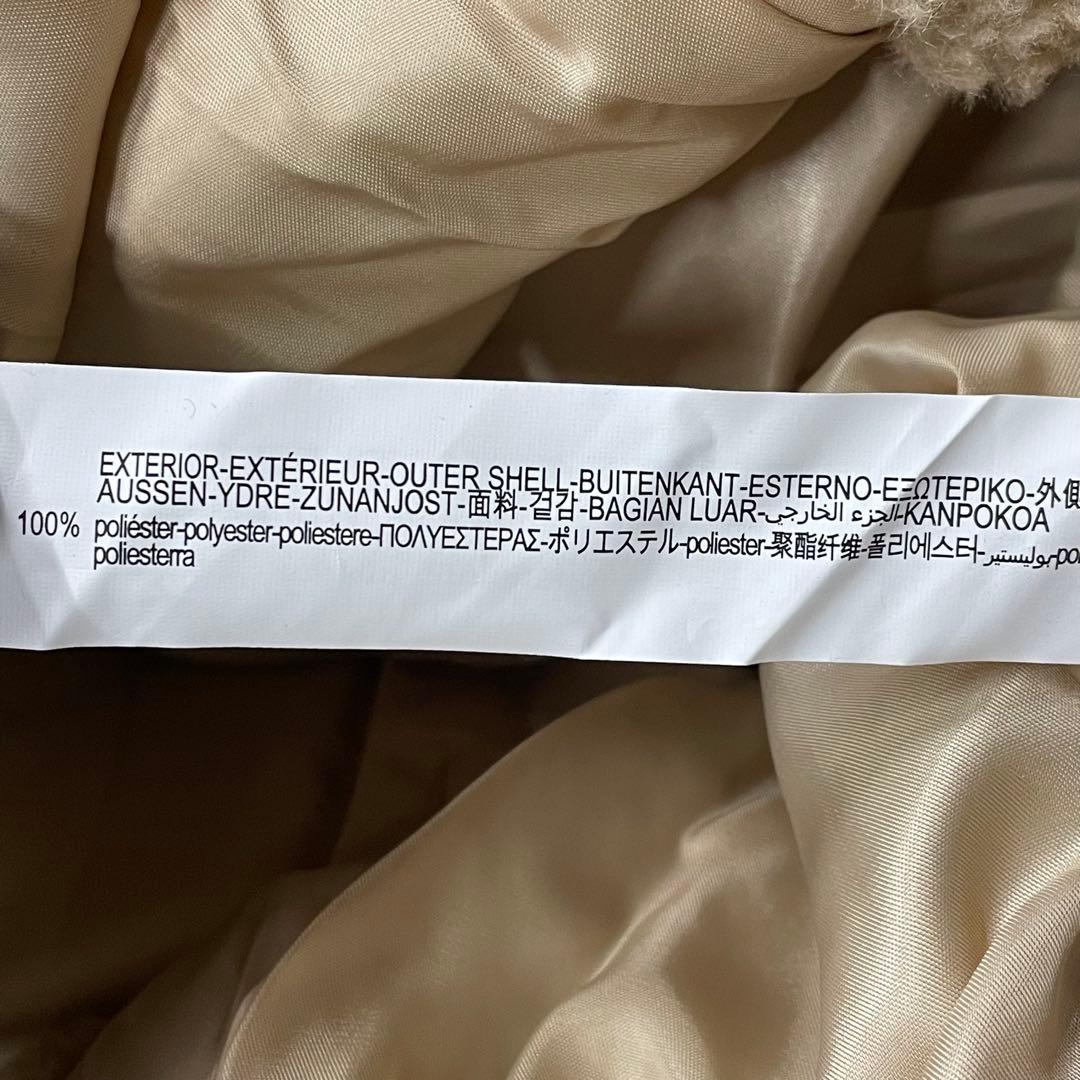 EXTERIOR-EXTÉRIEUR-OUTER SHELL-BUITENKANT-ESTERNO-ΕΞΩΤΕΡΙΚΟ-外側
AUSSEN-YDRE-ZUNANJOST-面料-겉감-BAGIAN LUAR-الجزء الخارجي-KANPOKOA
100% poliéster-polyester-poliestere-ΠΟΛΥΕΣΤΕΡΑΣ-ポリエステル-poliester-聚酯纤维-폴리에스터-بوليستير-
poliesterra